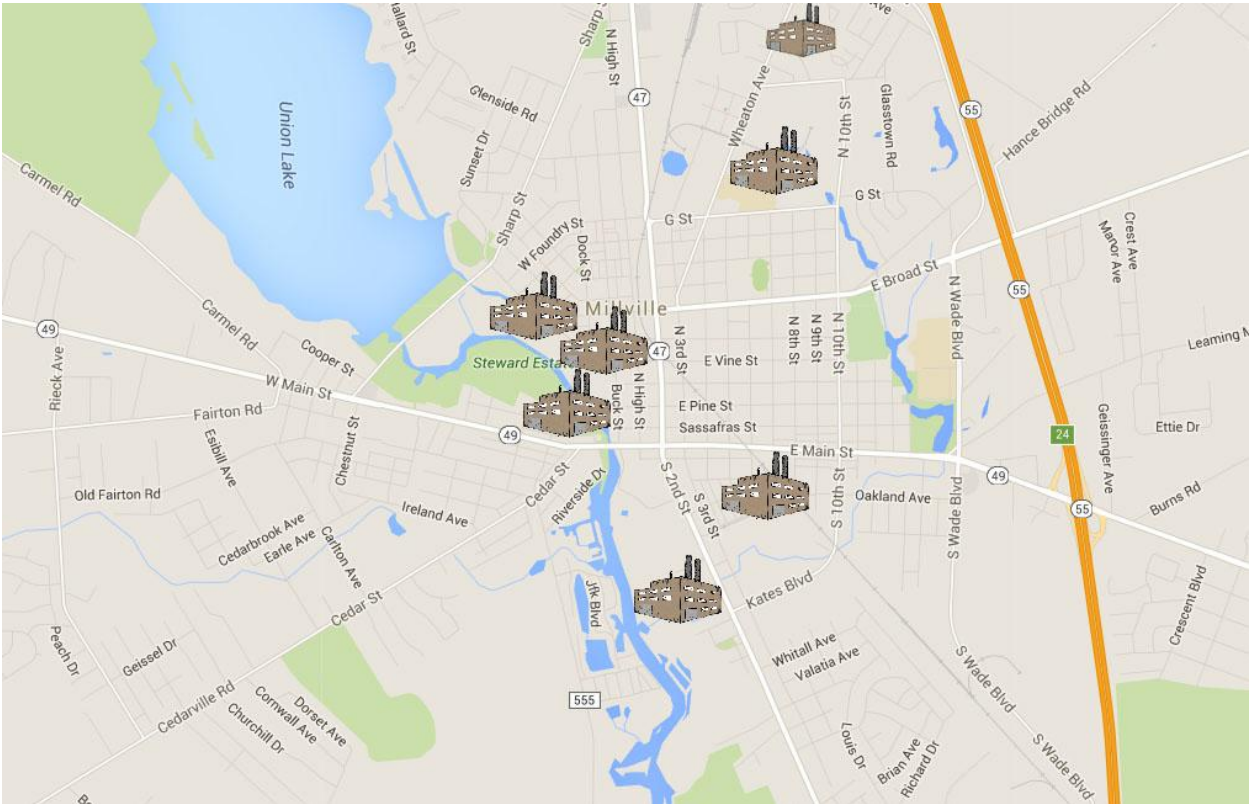 Hallard St
Sharp St
N High St
Ave
47
Wheaton Ave
N 10th St
Glasstown Rd
55
Hance Bridge Rd
Glenside Rd
Union Lake
Sunset Dr
Carmel Rd
Sharp St
G St
G St
W Foundry St
Dock St
Crest Ave
Manor Ave
E Broad St
N Wade Blvd
55
Millville
49
Carmel Rd
Cooper St
47
N 3rd St
N 8th St
N 9th St
N 10th St
E Vine St
Leaming
Steward Estate
Rieck Ave
W Main St
Buck St
N High St
E Pine St
Sassafras St
Fairton Rd
Chestnut St
49
Esibill Ave
24
Geissinger Ave
Ettie Dr
E Main St
49
Old Fairton Rd
Cedar St
Riverside Dr
S 2nd St
S 3rd St
S 10th St
Oakland Ave
S Wade Blvd
55
Burns Rd
Ireland Ave
Cedarbrook Ave
Earle Ave
Carlton Ave
Cedar St
Jfk Blvd
Kates Blvd
Crescent Blvd
Peach Dr
Geissel Dr
Whitall Ave
Valatia Ave
S Wade Blvd
Cedarville Rd
Dorset Ave
Cornwall Ave
Churchill Dr
555
Louis Dr
Brian Ave
Richard Dr
S Wade Blvd